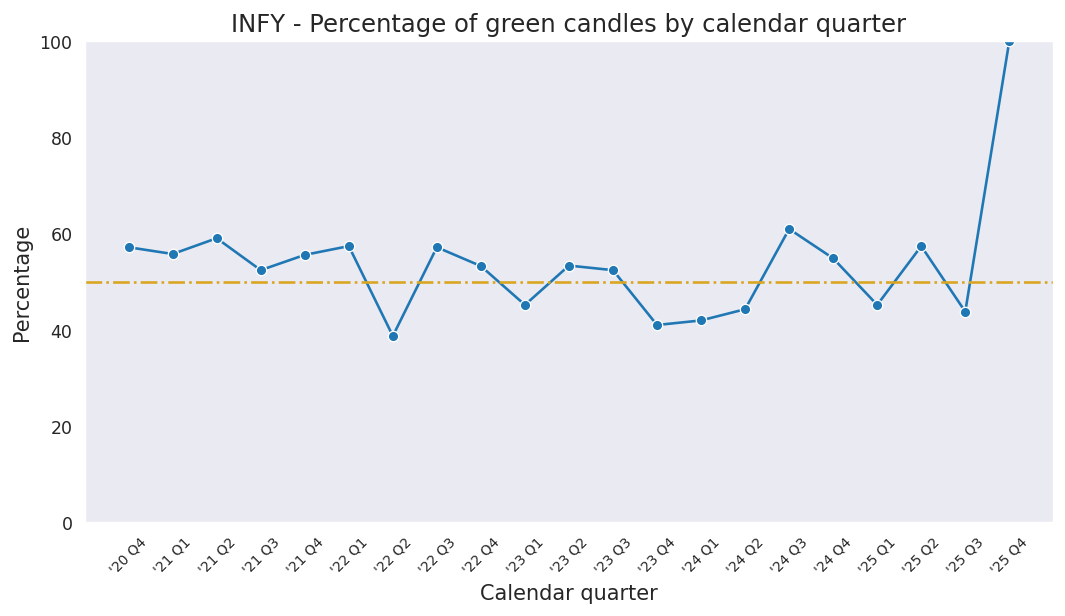 INFY - Percentage of green candles by calendar quarter
100
80
60
40
20
0
Percentage
'20 Q4
'21 Q1
'21 Q2
'21 Q3
'21 Q4
'22 Q1
'22 Q2
'22 Q3
'22 Q4
'23 Q1
'23 Q2
'23 Q3
'23 Q4
'24 Q1
'24 Q2
'24 Q3
'24 Q4
'25 Q1
'25 Q2
'25 Q3
'25 Q4
Calendar quarter